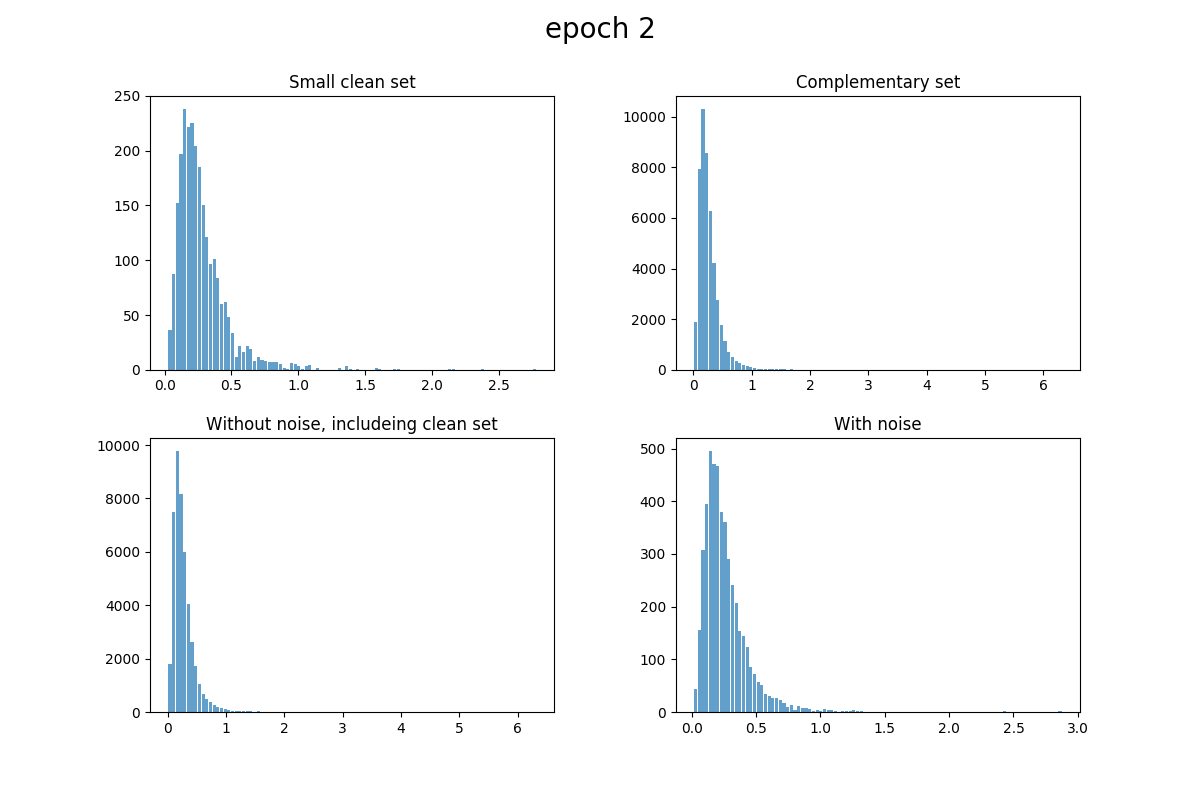 epoch 2
Small clean set
250
200
150
100
50
0
0.0 0.5 1.0 1.5 2.0 2.5
Complementary set
10000
8000
6000
4000
2000
0
0 1 2 3 4 5 6
Without noise, includeing clean set
10000
8000
6000
4000
2000
0
0 1 2 3 4 5 6
With noise
500
400
300
200
100
0
0.0 0.5 1.0 1.5 2.0 2.5 3.0